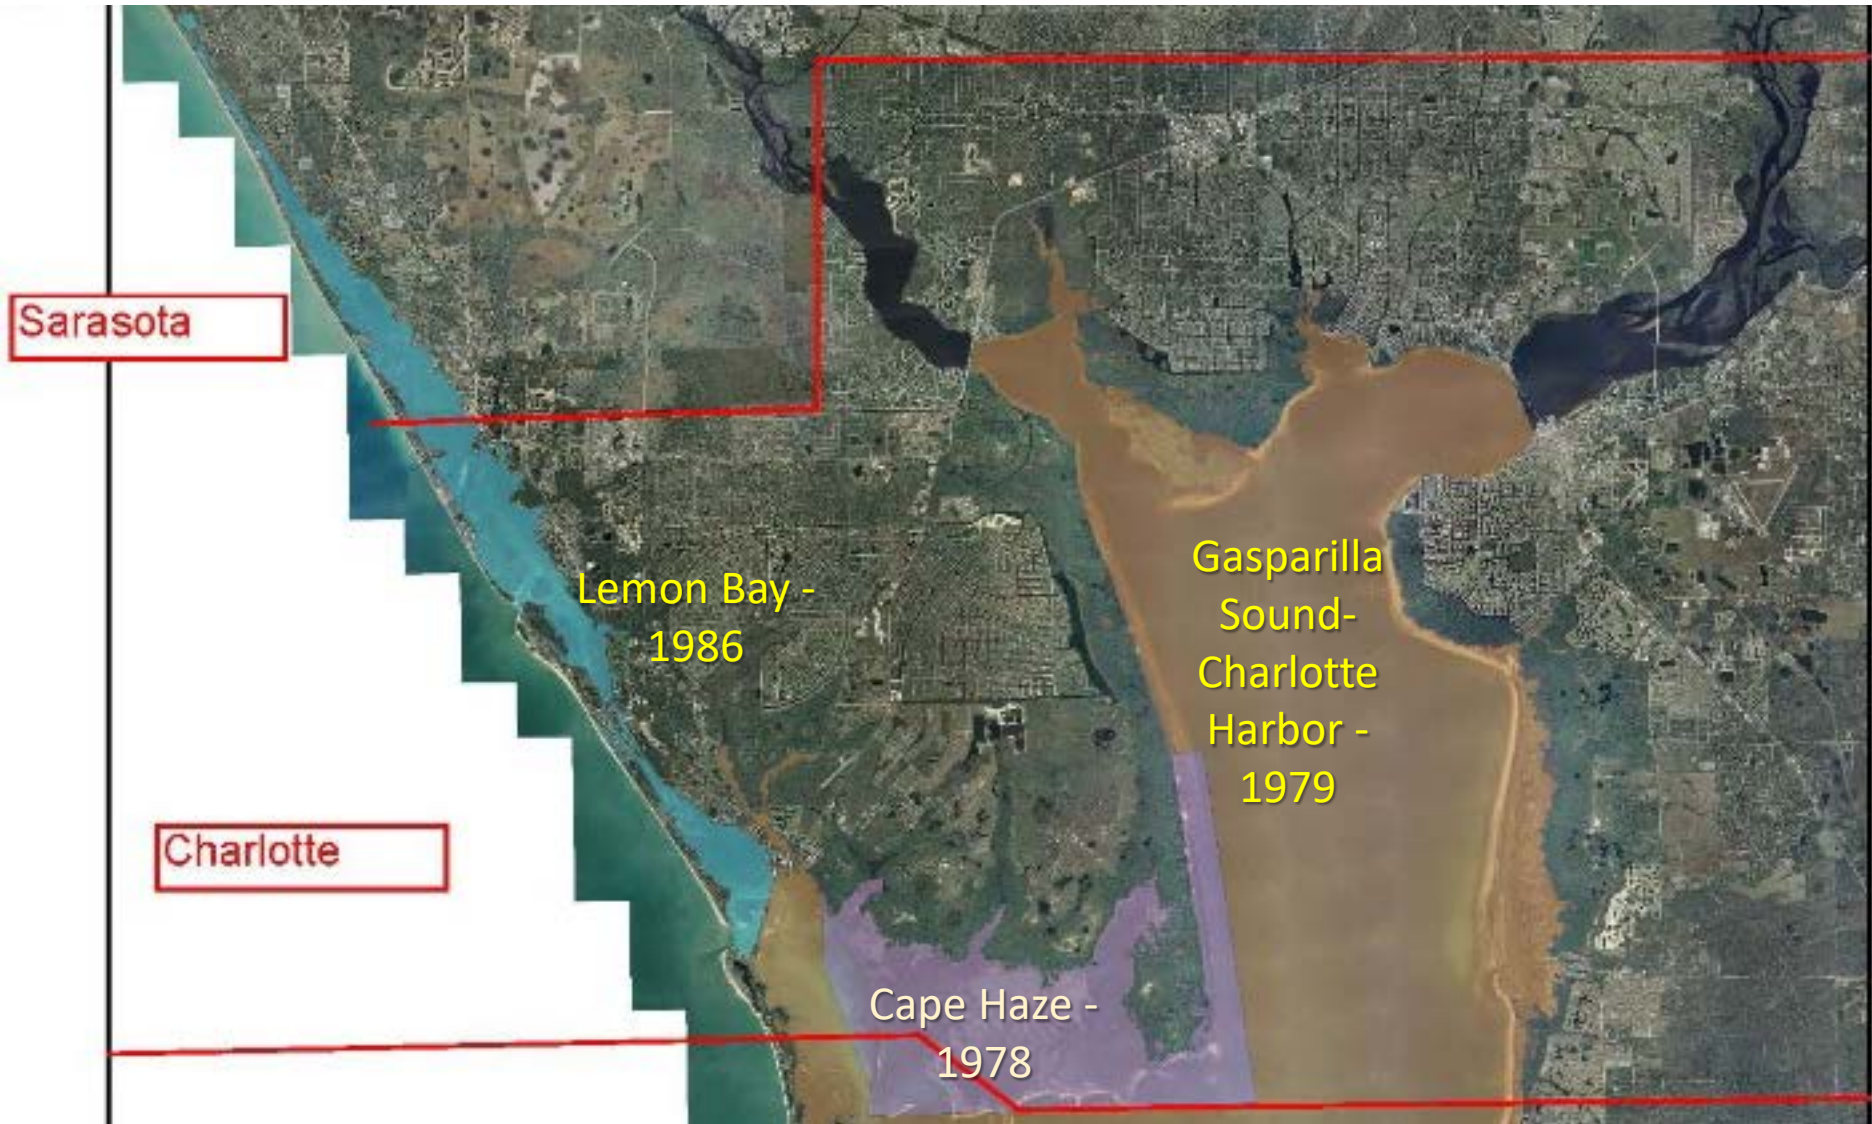 Sarasota
Lemon Bay -
1986
Gasparilla
Sound-
Charlotte
Harbor -
1979
Charlotte
Cape Haze -
1978